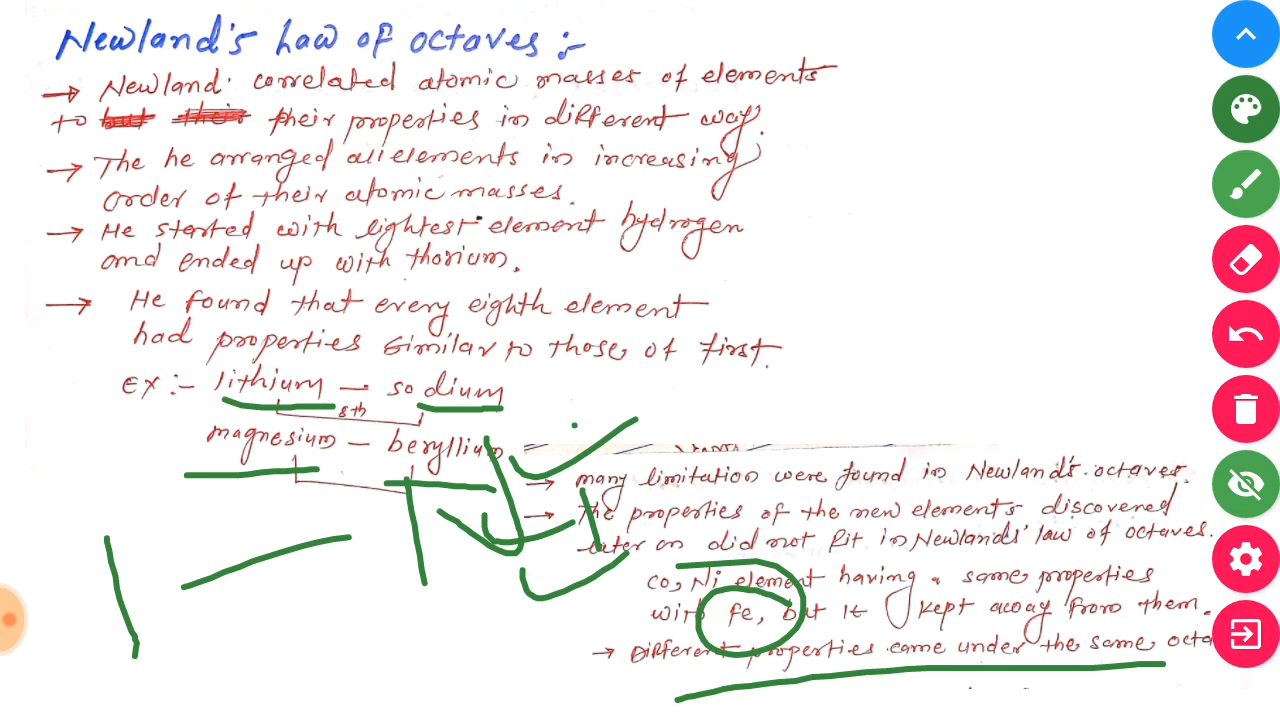 Newland's Law of octaves :-
→ Newland. correlated atomic masses of elements
to but their their properties in different way.
→ The he arranged all elements in increasing
order of their atomic masses.
→ He started with lightest element hydrogen
and ended up with thorium.
→ He found that every eighth element
had properties similar to those of first.
EX :- lithium - sodium
8th
magnesium - beryllium
→ many limitation were found in Newland's octaves.
→ The properties of the new elements discovered
later on did not fit in Newlands' law of octaves.
Co, Ni element having a same properties
with fe, but it kept away from them.
→ Different properties came under the same octa